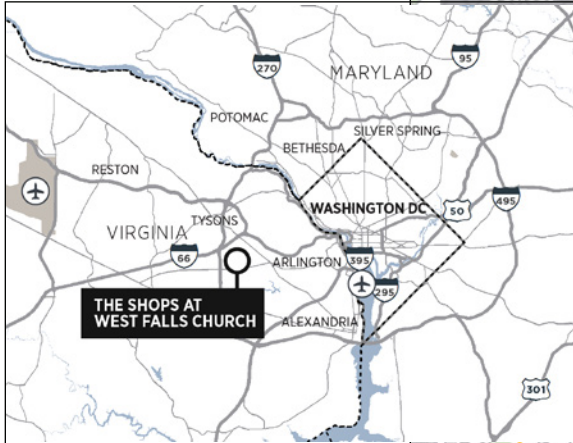 270
MARYLAND
95
POTOMAC
SILVER SPRING
BETHESDA
RESTON
WASHINGTON DC
50
495
TYSONS
VIRGINIA
66
ARLINGTON
395
295
THE SHOPS AT
WEST FALLS CHURCH
ALEXANDRIA
301